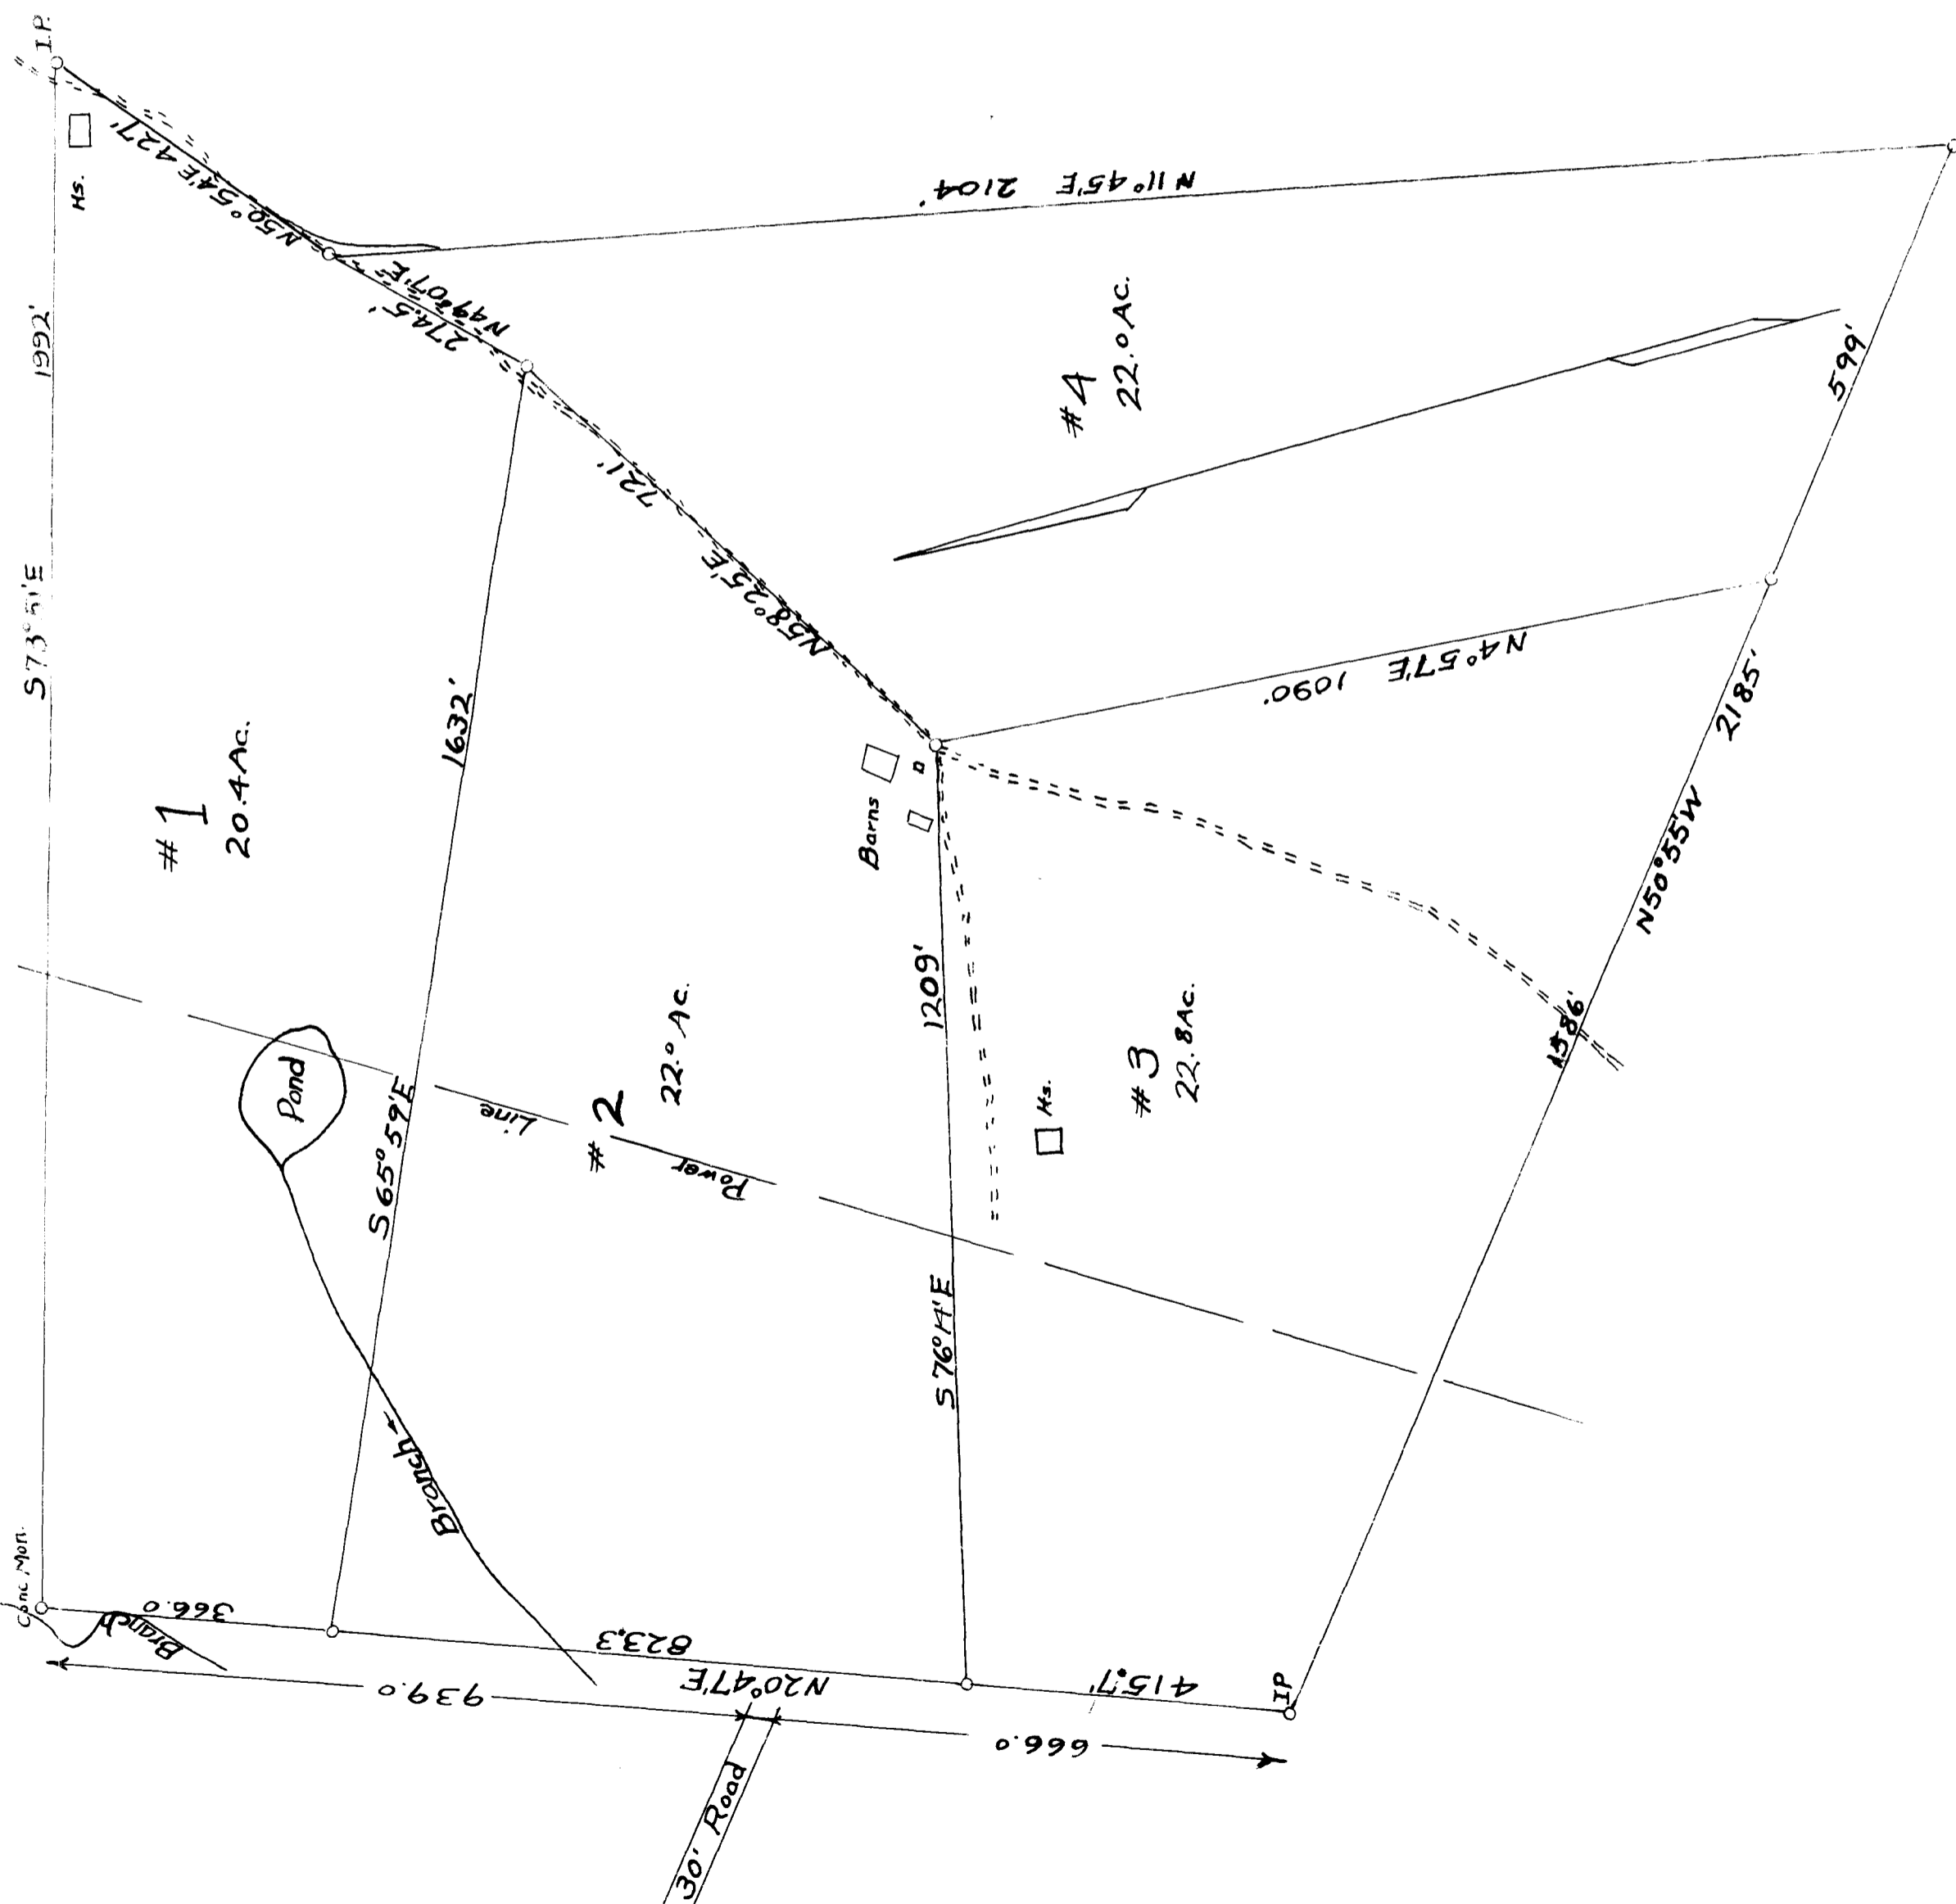 I.P.
Hs.
N50°54'E 427'
1992'
S73°51'E
N49°07'E
274.5'
N11°45'E 2104'
#4
22.0 AC.
599'
721'
N58°25'E
#1
20.4 Ac.
1632'
S65°59'E
N4°57'E 1090'
2185'
N50°55'W
1586'
Barns
1209'
S76°14'E
#2
22.0 Ac.
#3
22.8 Ac.
Hs.
Pond
Power Line
Branch
Conc. Mon.
Branch
366.0
823.3
N20°47'E
415.7'
IP
939.0
666.0
30' Road